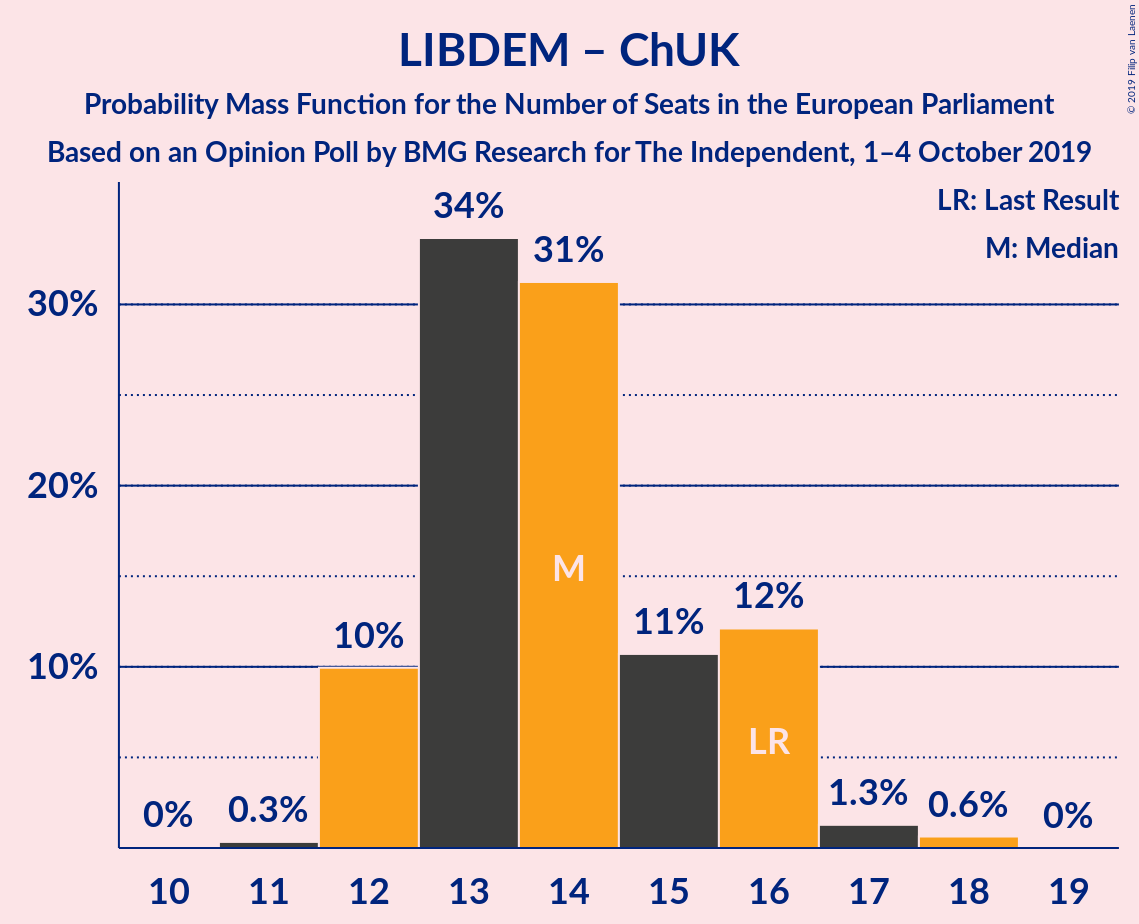 LIBDEM – ChUK
Probability Mass Function for the Number of Seats in the European Parliament
Based on an Opinion Poll by BMG Research for The Independent, 1–4 October 2019
© 2019 Filip van Laenen
LR: Last Result
M: Median
34%
31%
30%
20%
12%
11%
10%
10%
1.3%
0.6%
0.3%
0%
0%
M
LR
10 11 12 13 14 15 16 17 18 19